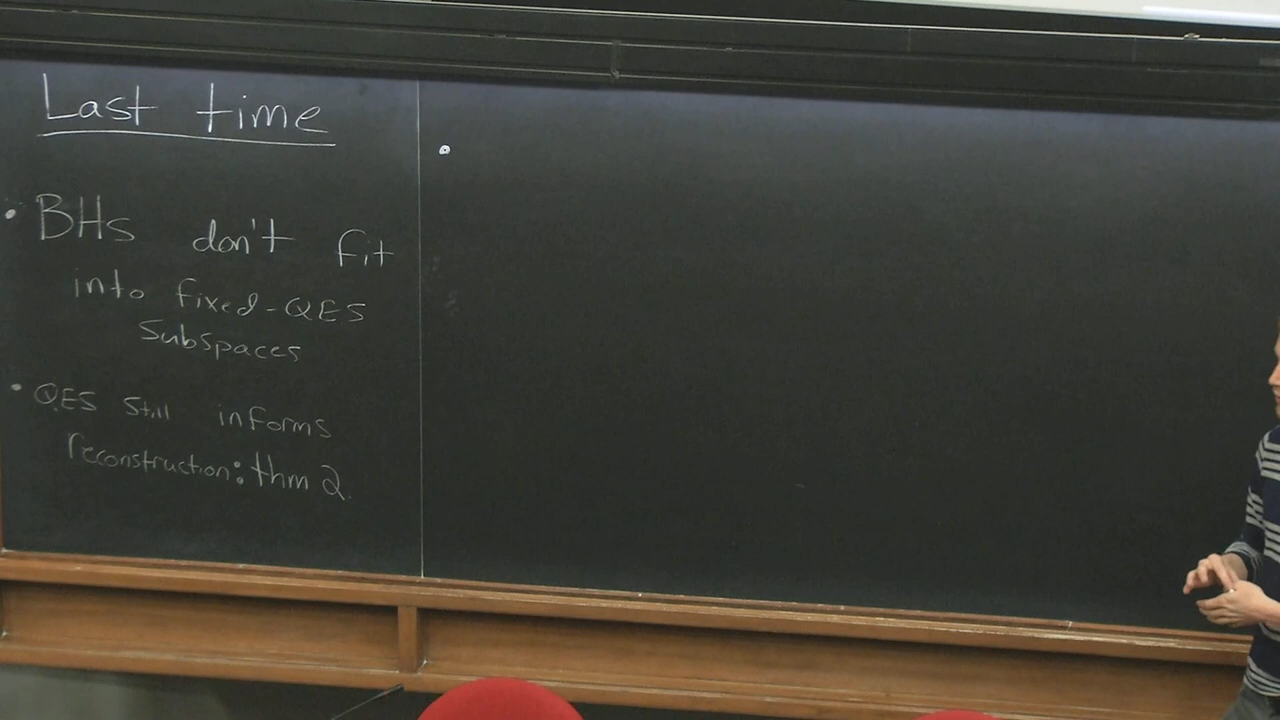 Last time
• BHs don't fit
into fixed-QES
Subspaces
• QES Still informs
reconstruction: thm 2.
•